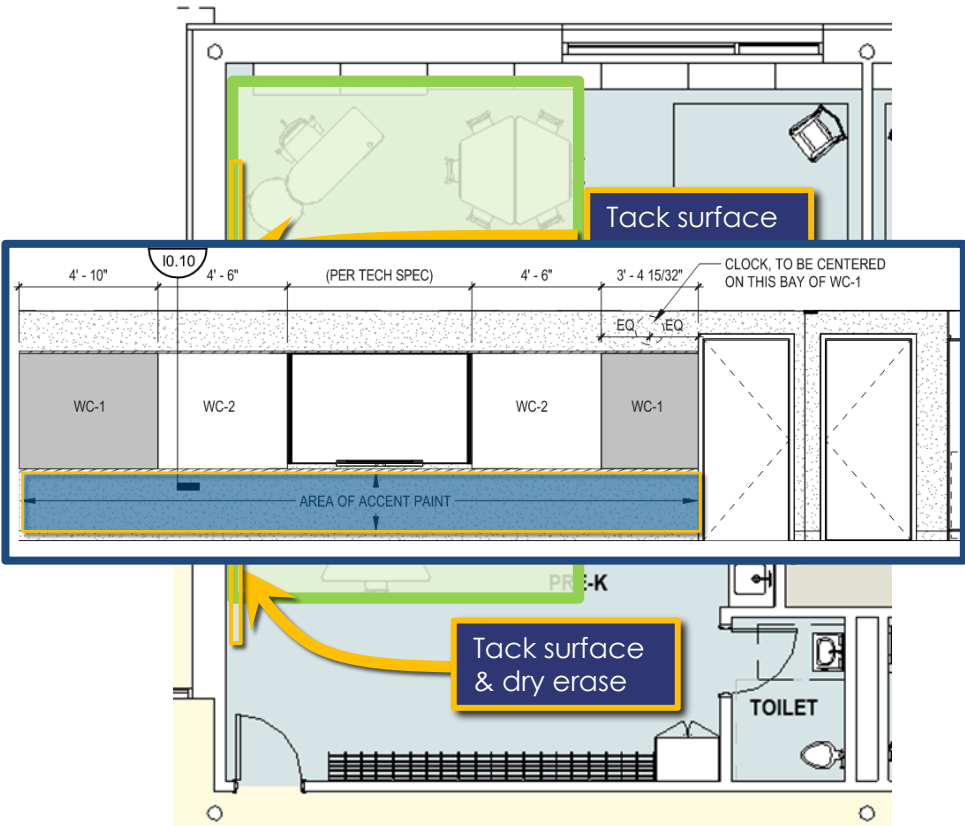 Tack surface
I0.10
4' - 10"
4' - 6"
(PER TECH SPEC)
4' - 6"
3' - 4 15/32"
CLOCK, TO BE CENTERED
ON THIS BAY OF WC-1
EQ
EQ
WC-1
WC-2
WC-2
WC-1
AREA OF ACCENT PAINT
PRE-K
Tack surface
& dry erase
TOILET